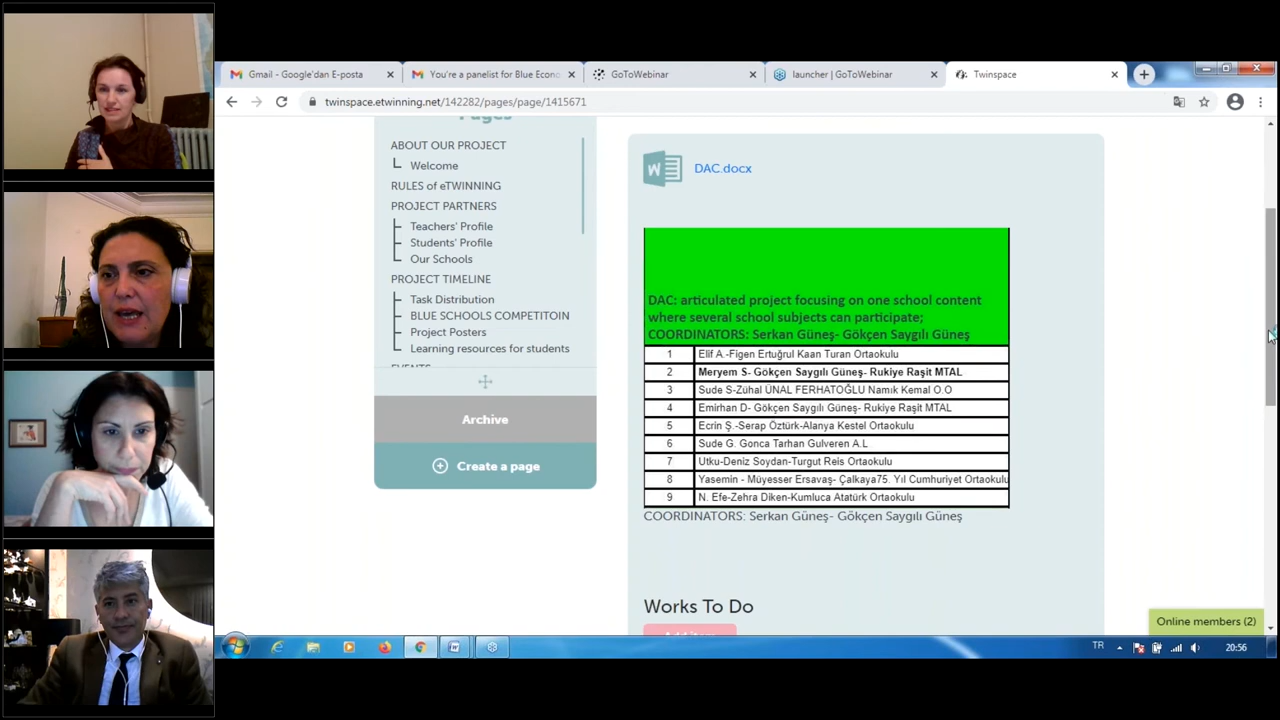 Gmail - Google'dan E-posta
You're a panelist for Blue Econo
GoToWebinar
launcher | GoToWebinar
Twinspace
twinspace.etwinning.net/142282/pages/page/1415671
Pages
ABOUT OUR PROJECT
Welcome
RULES of eTWINNING
PROJECT PARTNERS
Teachers' Profile
Students' Profile
Our Schools
PROJECT TIMELINE
Task Distribution
BLUE SCHOOLS COMPETITOIN
Project Posters
Learning resources for students
EVENTS
Archive
Create a page
DAC.docx
DAC: articulated project focusing on one school content
where several school subjects can participate;
COORDINATORS: Serkan Güneş- Gökçen Saygılı Güneş
1 Elif A.-Figen Ertuğrul Kaan Turan Ortaokulu
2 Meryem S- Gökçen Saygılı Güneş- Rukiye Raşit MTAL
3 Sude S-Zühal ÜNAL FERHATOĞLU Namık Kemal O.O
4 Emirhan D- Gökçen Saygılı Güneş- Rukiye Raşit MTAL
5 Ecrin Ş.-Serap Öztürk-Alanya Kestel Ortaokulu
6 Sude G. Gonca Tarhan Gulveren A.L
7 Utku-Deniz Soydan-Turgut Reis Ortaokulu
8 Yasemin - Müyesser Ersavaş- Çalkaya75. Yıl Cumhuriyet Ortaokulu
9 N. Efe-Zehra Diken-Kumluca Atatürk Ortaokulu
COORDINATORS: Serkan Güneş- Gökçen Saygılı Güneş
Works To Do
Add item
Online members (2)
TR
20:56